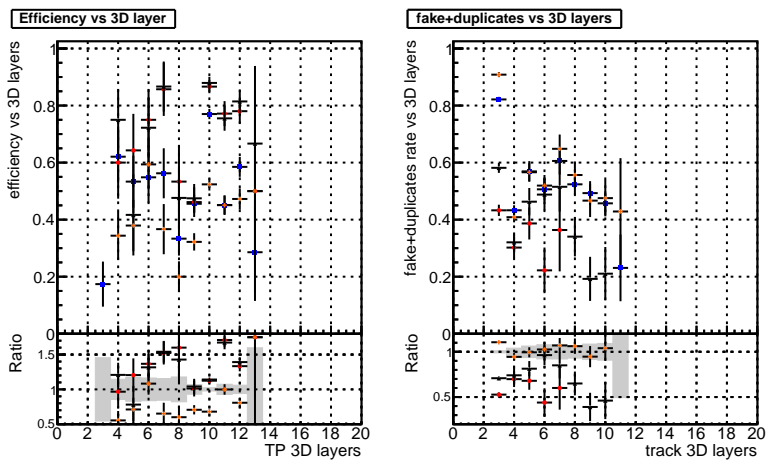 Efficiency vs 3D layer
fake+duplicates vs 3D layers
efficiency vs 3D layers
1
0.8
0.6
0.4
0.2
0
Ratio
1.5
1
0.5
0 2 4 6 8 10 12 14 16 18 20
TP 3D layers
fake+duplicates rate vs 3D layers
1
0.8
0.6
0.4
0.2
0
Ratio
1
0.5
0 2 4 6 8 10 12 14 16 18 20
track 3D layers